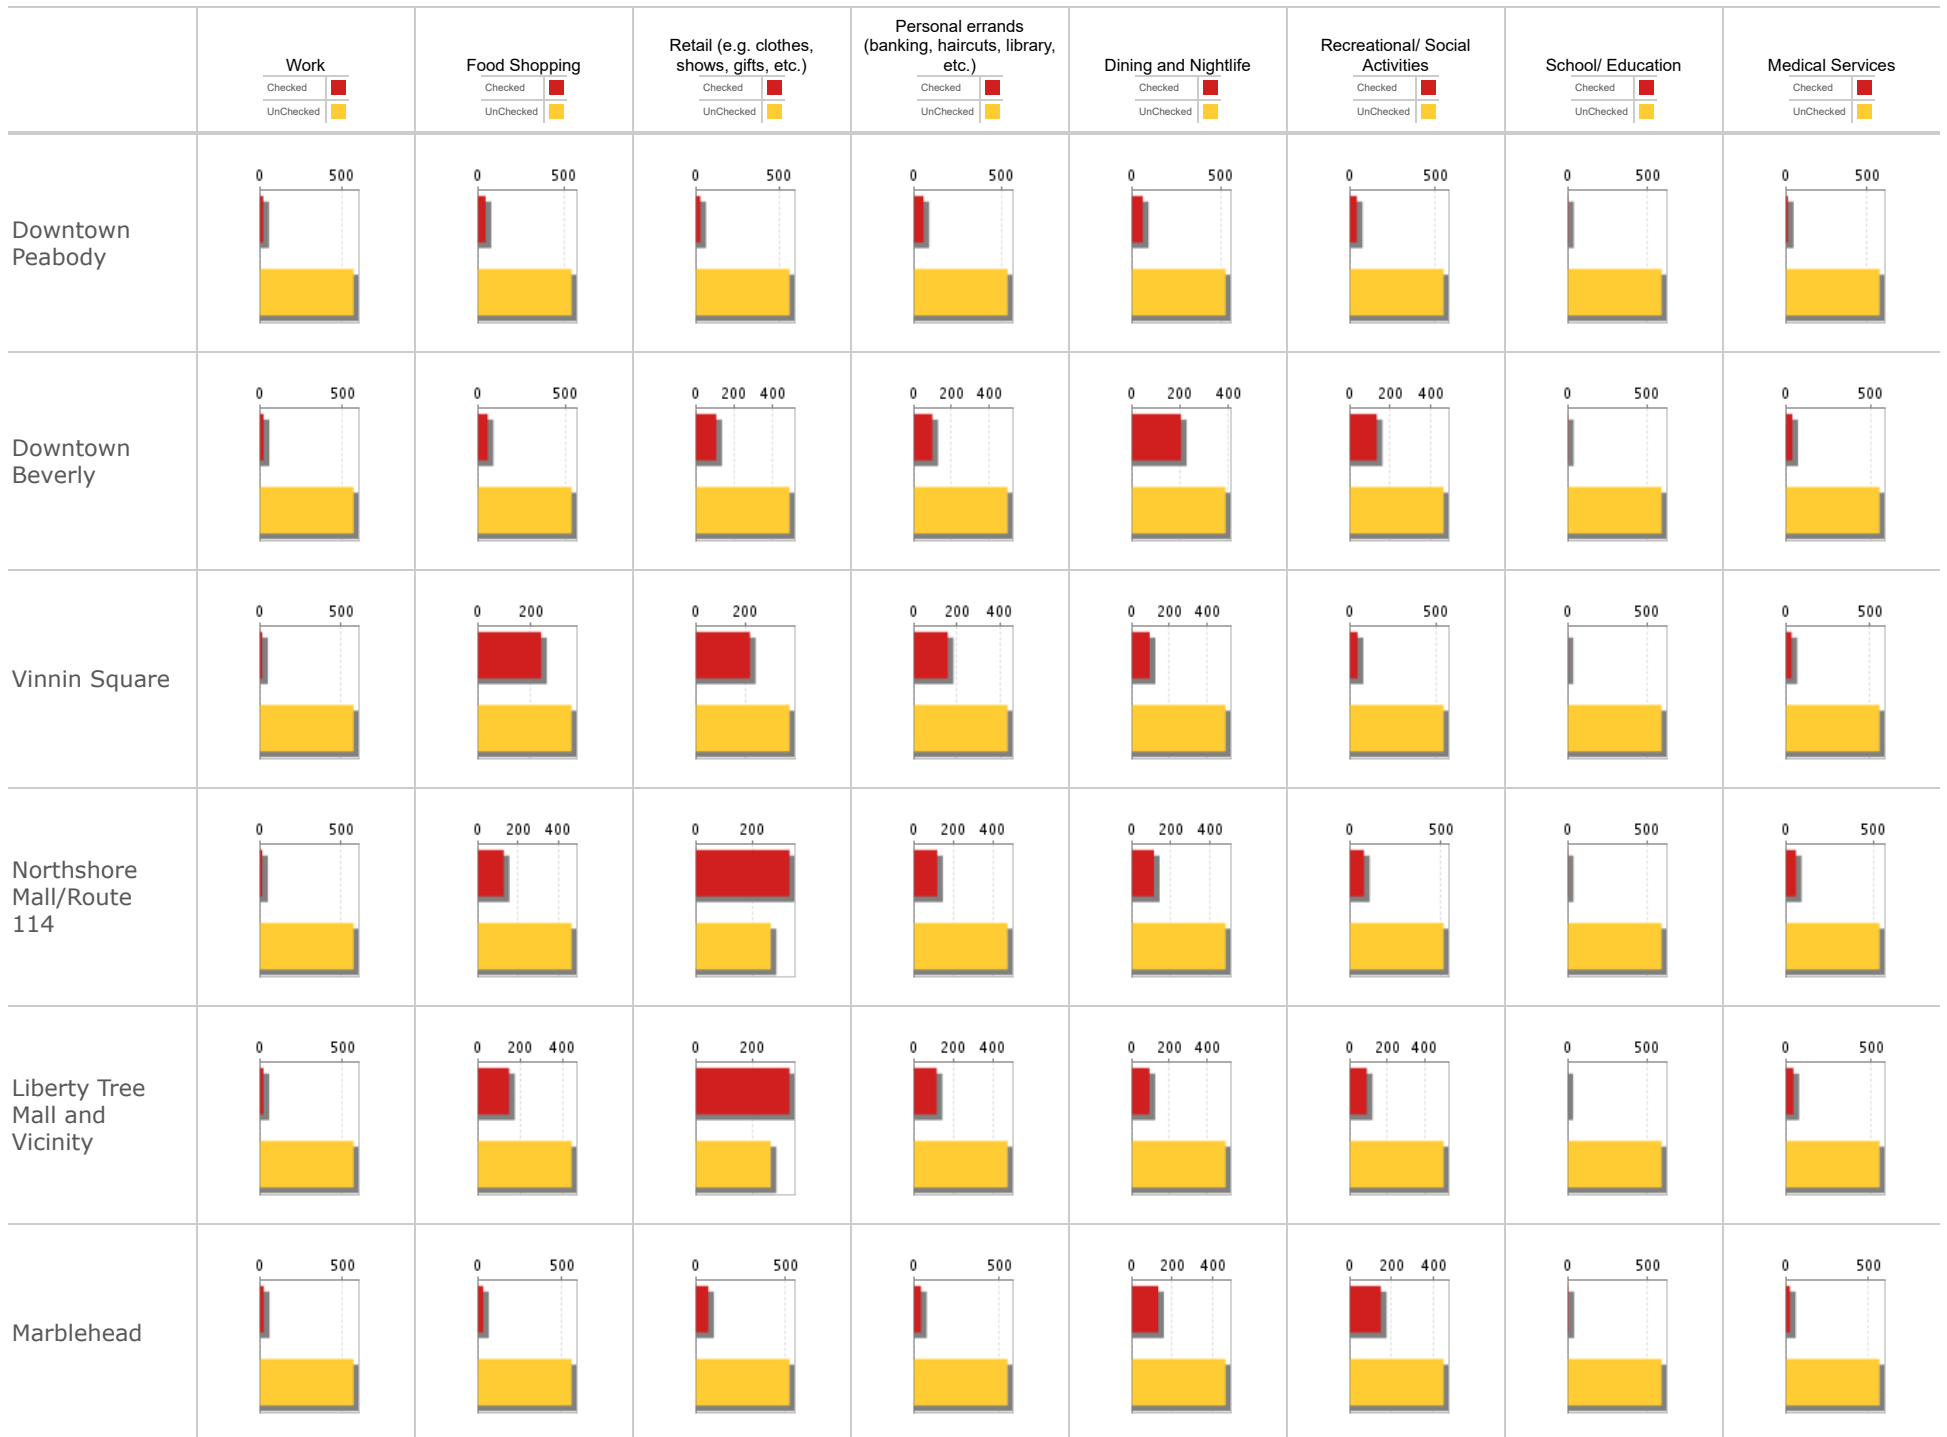 Work
Checked
UnChecked
Food Shopping
Checked
UnChecked
Retail (e.g. clothes,
shows, gifts, etc.)
Checked
UnChecked
Personal errands
(banking, haircuts, library,
etc.)
Checked
UnChecked
Dining and Nightlife
Checked
UnChecked
Recreational/ Social
Activities
Checked
UnChecked
School/ Education
Checked
UnChecked
Medical Services
Checked
UnChecked
Downtown
Peabody
0 500
0 500
0 500
0 500
0 500
0 500
0 500
0 500
Downtown
Beverly
0 500
0 500
0 200 400
0 200 400
0 200 400
0 200 400
0 500
0 500
Vinnin Square
0 500
0 200
0 200
0 200 400
0 200 400
0 500
0 500
0 500
Northshore
Mall/Route
114
0 500
0 200 400
0 200
0 200 400
0 200 400
0 500
0 500
0 500
Liberty Tree
Mall and
Vicinity
0 500
0 200 400
0 200
0 200 400
0 200 400
0 200 400
0 500
0 500
Marblehead
0 500
0 500
0 500
0 500
0 200 400
0 200 400
0 500
0 500